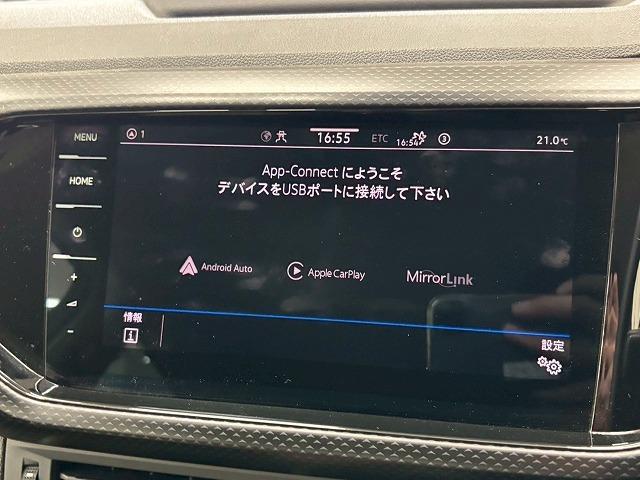 MENU
1
16:55
ETC
16:54
3
21.0℃
HOME
App-Connect にようこそ
デバイスをUSBポートに接続して下さい
Android Auto
Apple CarPlay
MirrorLink
+
-
情報
i
設定